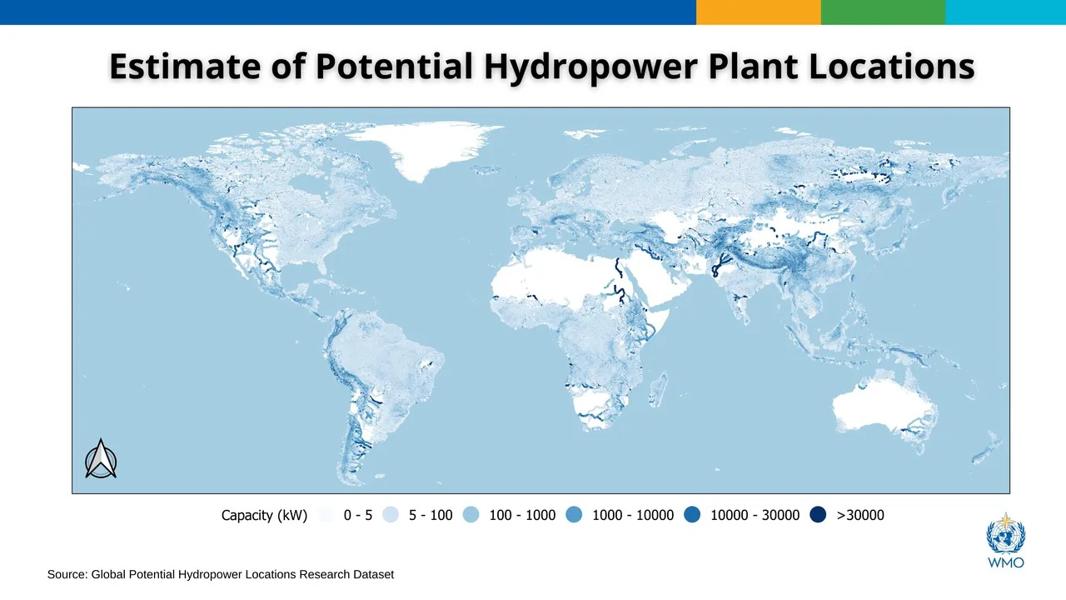 Estimate of Potential Hydropower Plant Locations
Capacity (kW) 0 - 5 5 - 100 100 - 1000 1000 - 10000 10000 - 30000 >30000
WMO
Source: Global Potential Hydropower Locations Research Dataset